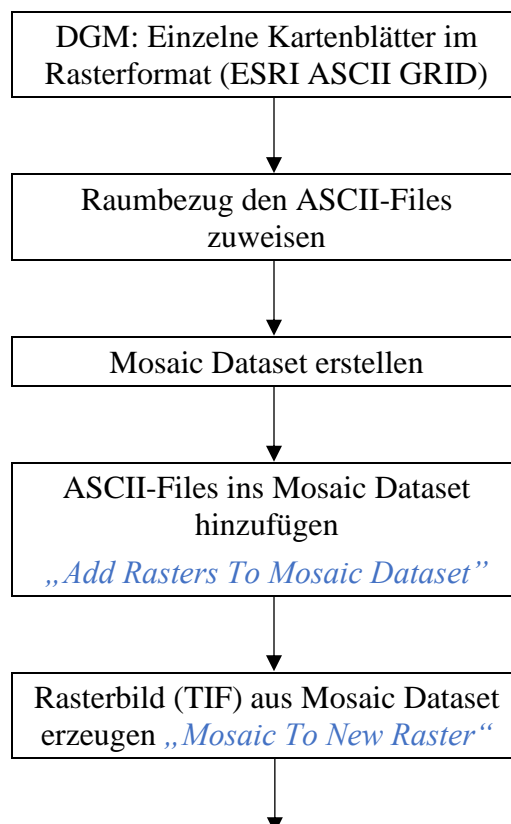 DGM: Einzelne Kartenblätter im
Rasterformat (ESRI ASCII GRID)
Raumbezug den ASCII-Files
zuweisen
Mosaic Dataset erstellen
ASCII-Files ins Mosaic Dataset
hinzufügen
„Add Rasters To Mosaic Dataset”
Rasterbild (TIF) aus Mosaic Dataset
erzeugen „Mosaic To New Raster“